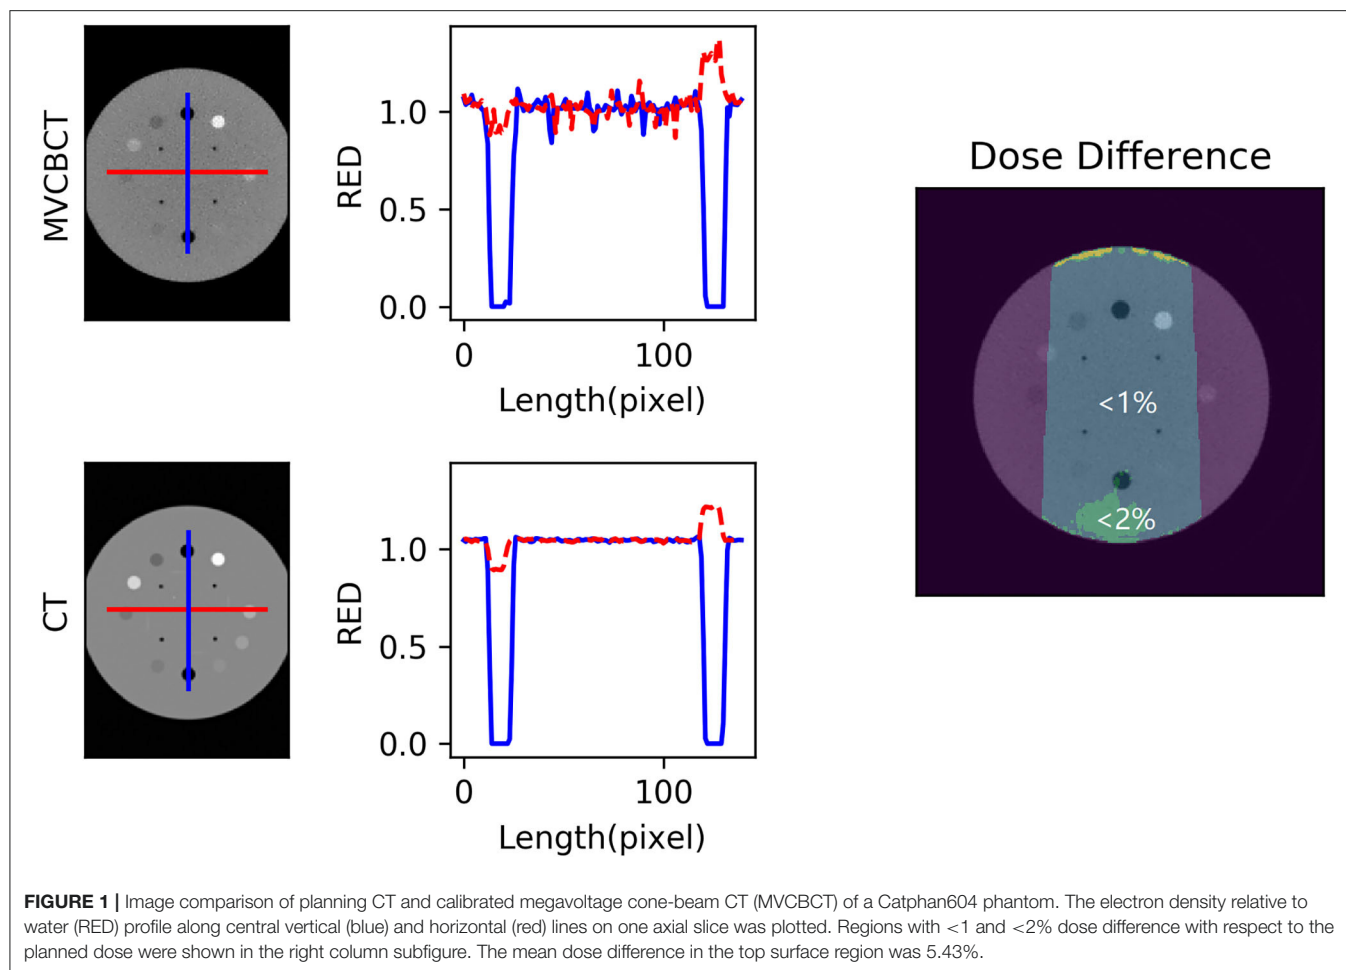 MVCBCT
RED
1.0
0.5
0.0
0
100
Length(pixel)
CT
RED
1.0
0.5
0.0
0
100
Length(pixel)
Dose Difference
<1%
<2%
FIGURE 1 | Image comparison of planning CT and calibrated megavoltage cone-beam CT (MVCBCT) of a Catphan604 phantom. The electron density relative to
water (RED) profile along central vertical (blue) and horizontal (red) lines on one axial slice was plotted. Regions with <1 and <2% dose difference with respect to the
planned dose were shown in the right column subfigure. The mean dose difference in the top surface region was 5.43%.